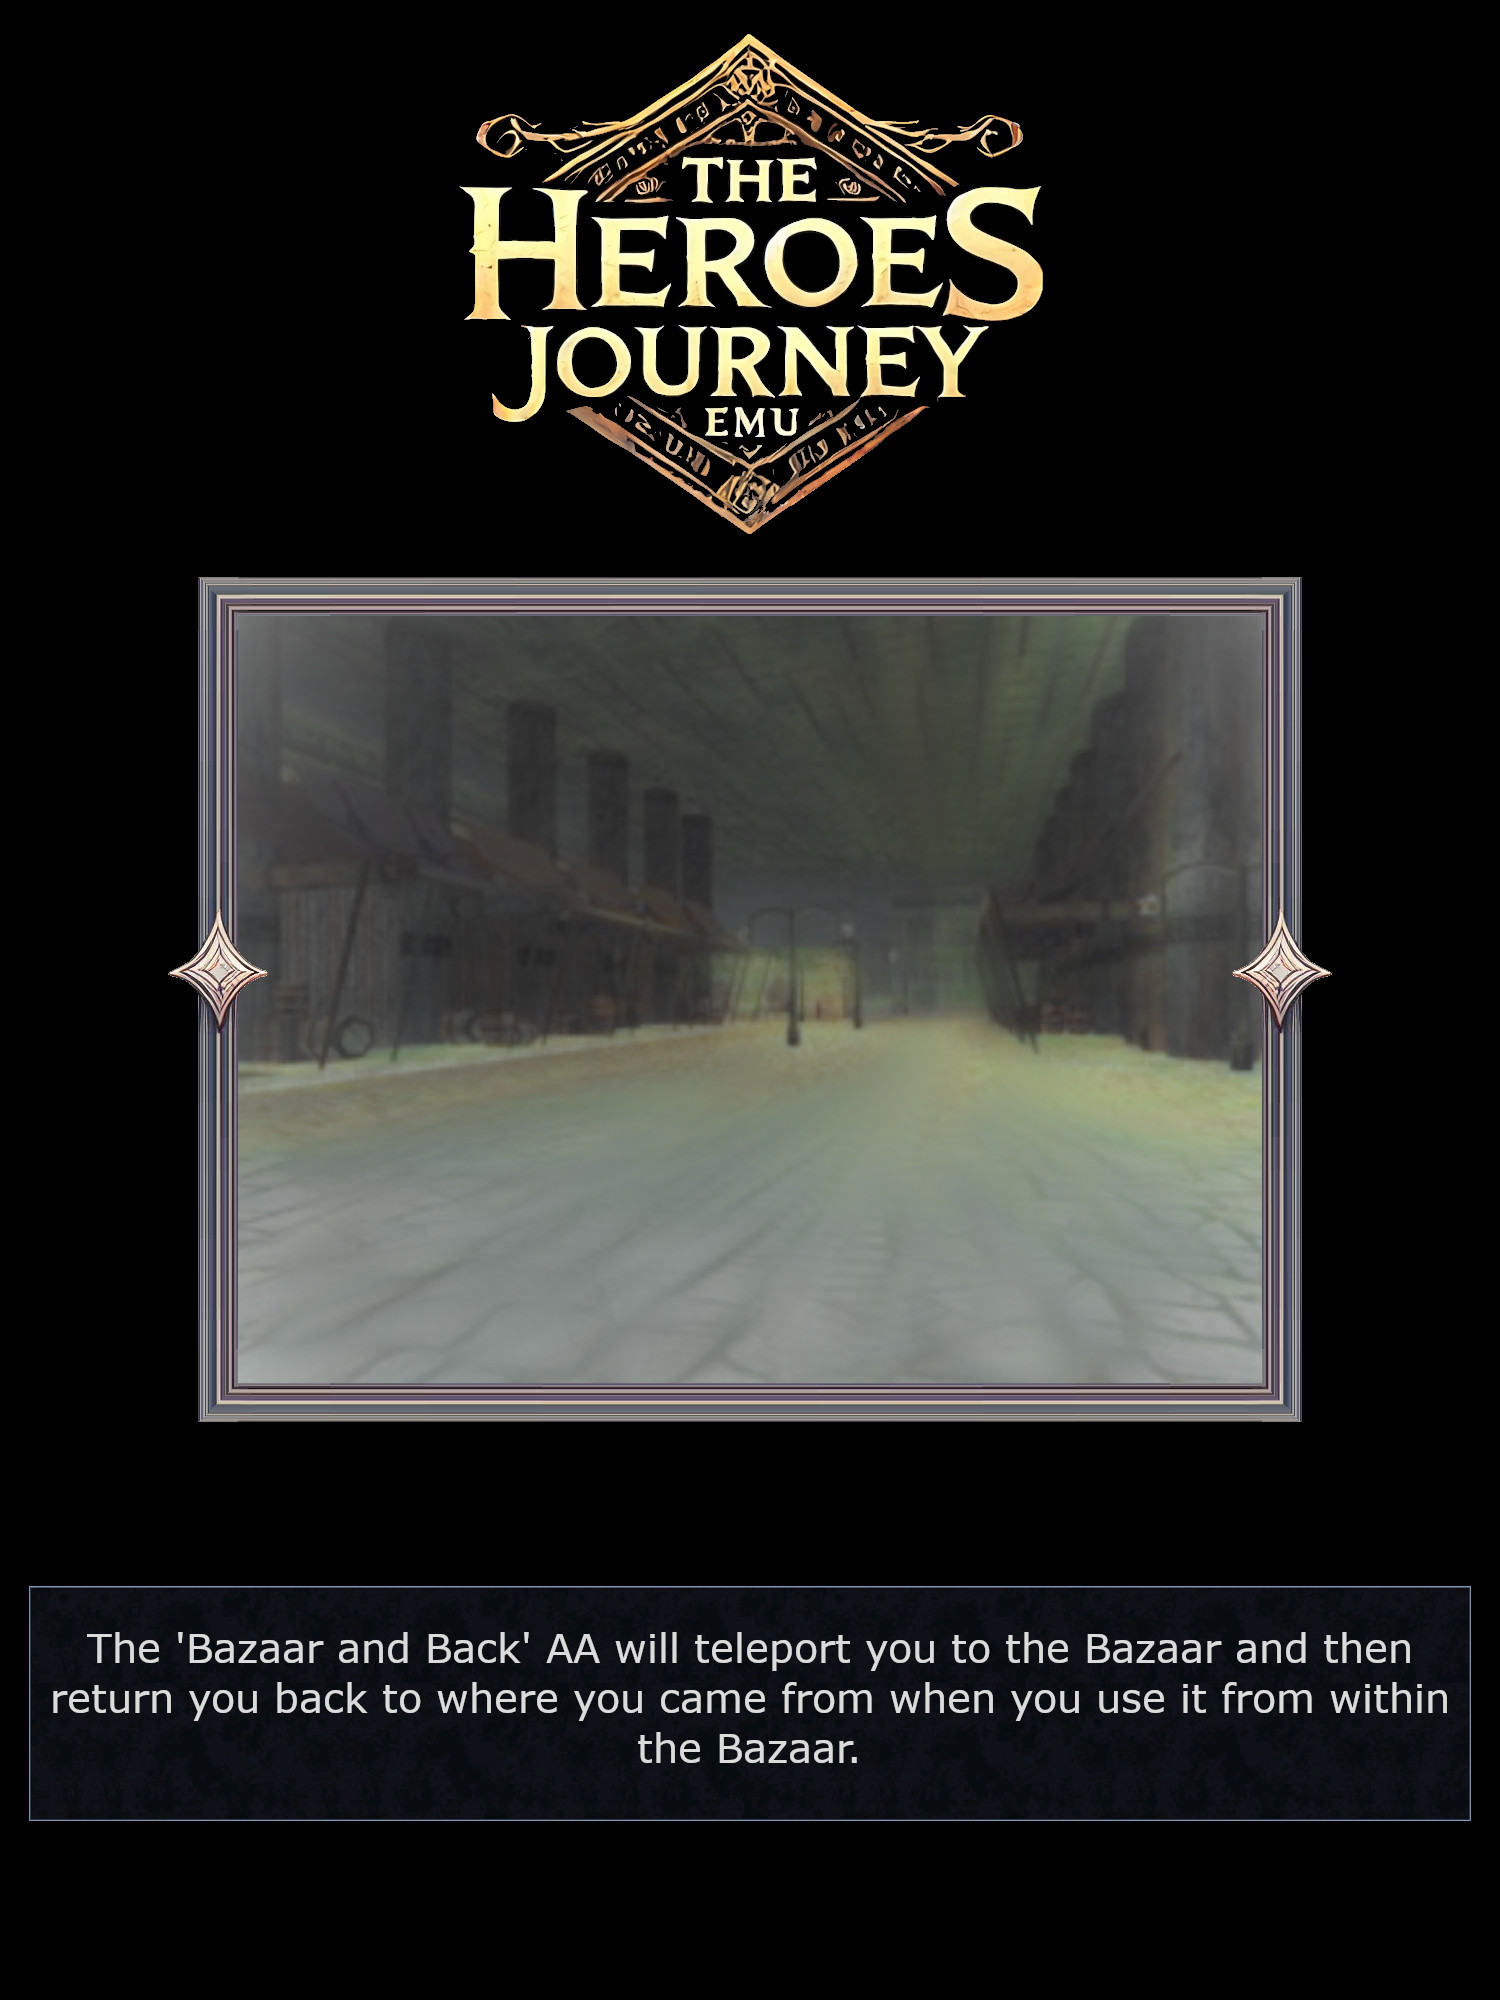 THE
HEROES
JOURNEY
EMU
The 'Bazaar and Back' AA will teleport you to the Bazaar and then
return you back to where you came from when you use it from within
the Bazaar.